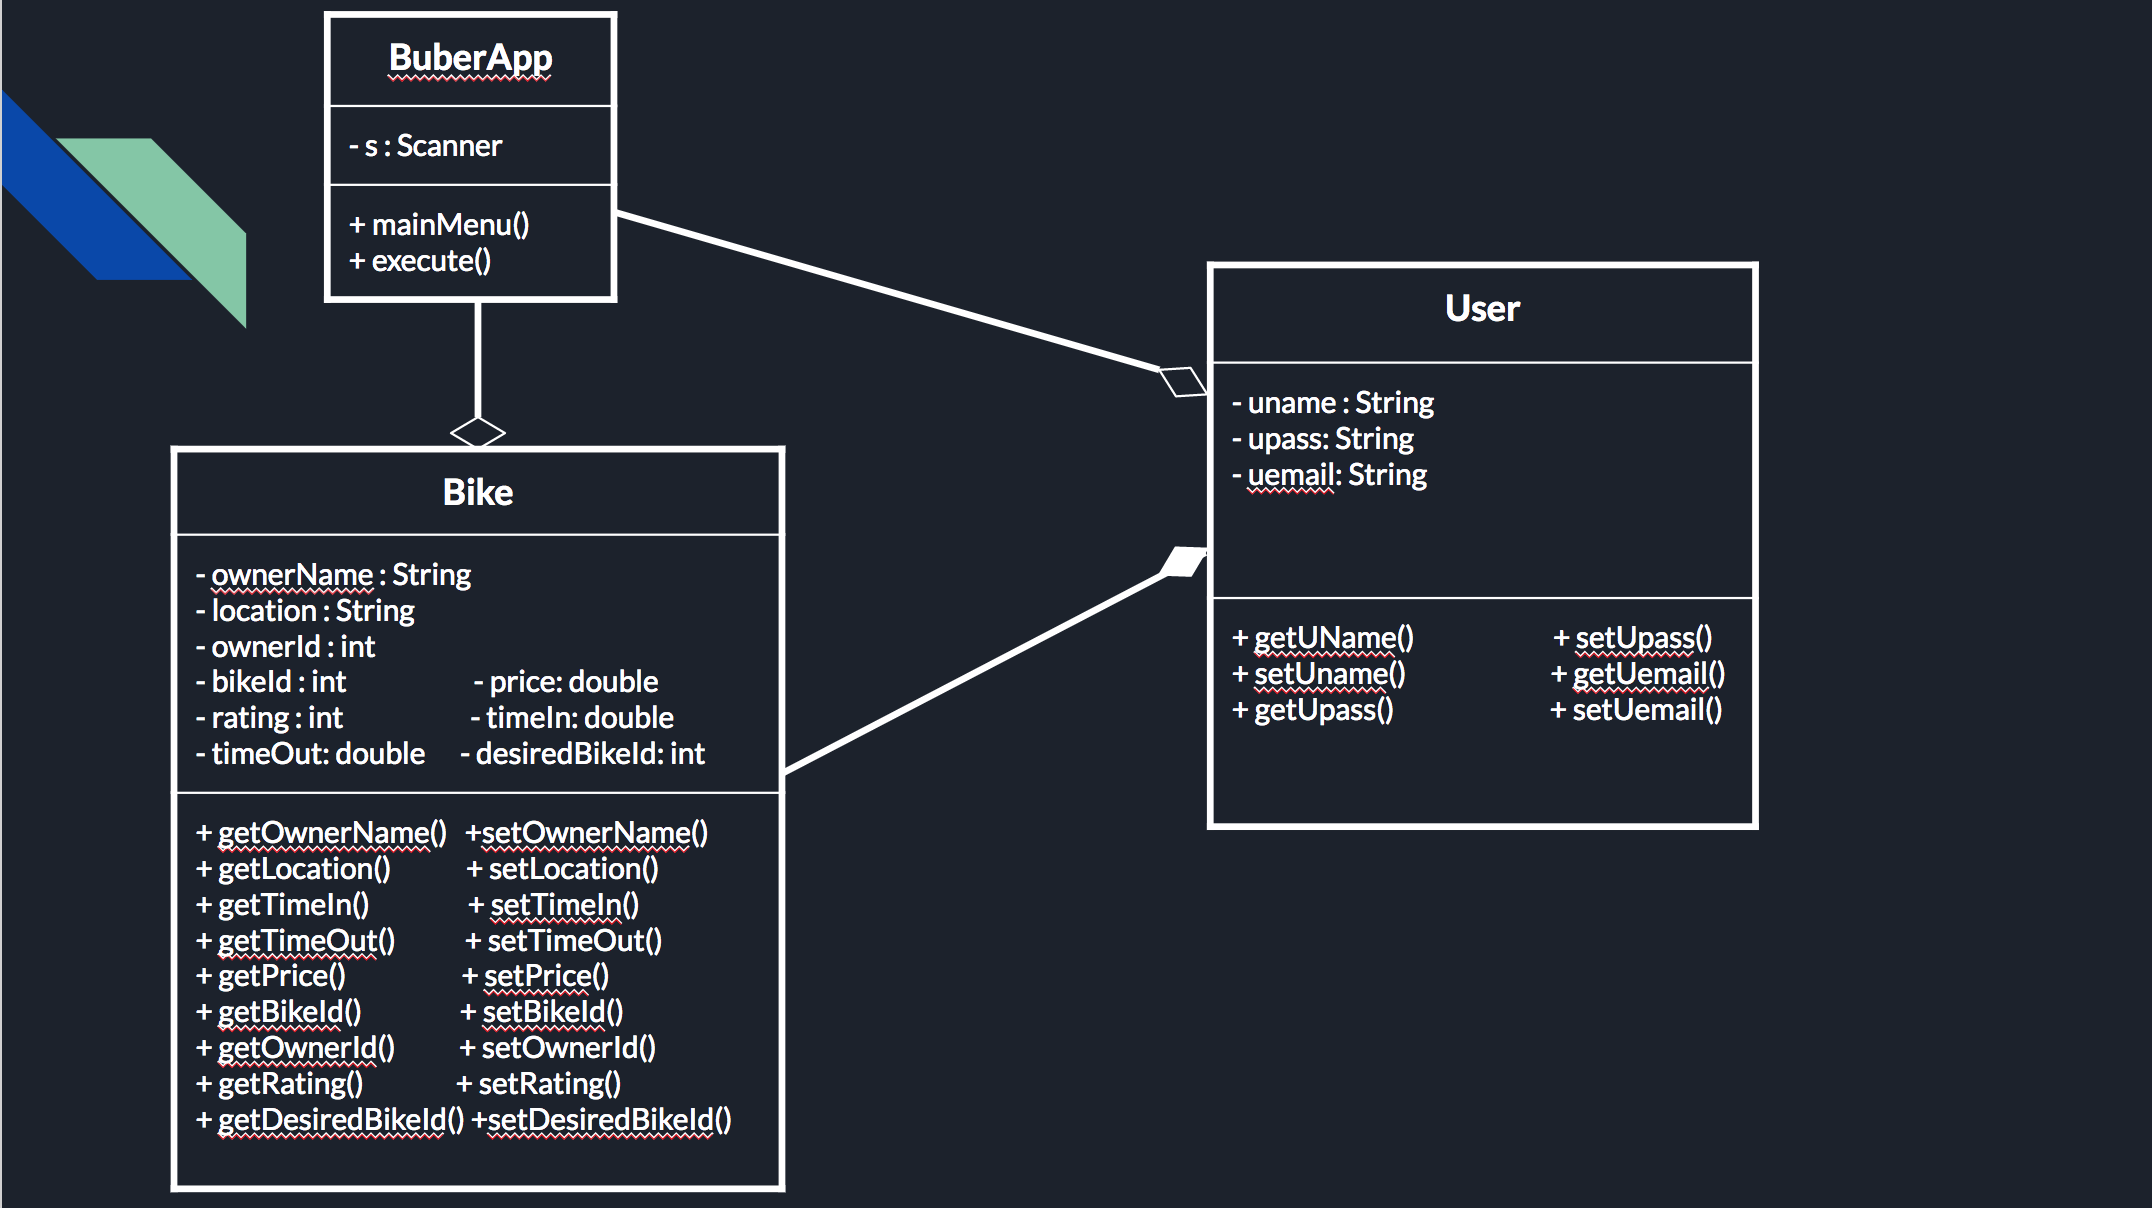 BuberApp
- s : Scanner
+ mainMenu()
+ execute()
User
- uname : String
- upass: String
- uemail: String
+ getUName() + setUpass()
+ setUname() + getUemail()
+ getUpass() + setUemail()
Bike
- ownerName : String
- location : String
- ownerId : int
- bikeId : int - price: double
- rating : int - timeIn: double
- timeOut: double - desiredBikeId: int
+ getOwnerName() +setOwnerName()
+ getLocation() + setLocation()
+ getTimeIn() + setTimeIn()
+ getTimeOut() + setTimeOut()
+ getPrice() + setPrice()
+ getBikeId() + setBikeId()
+ getOwnerId() + setOwnerId()
+ getRating() + setRating()
+ getDesiredBikeId() +setDesiredBikeId()